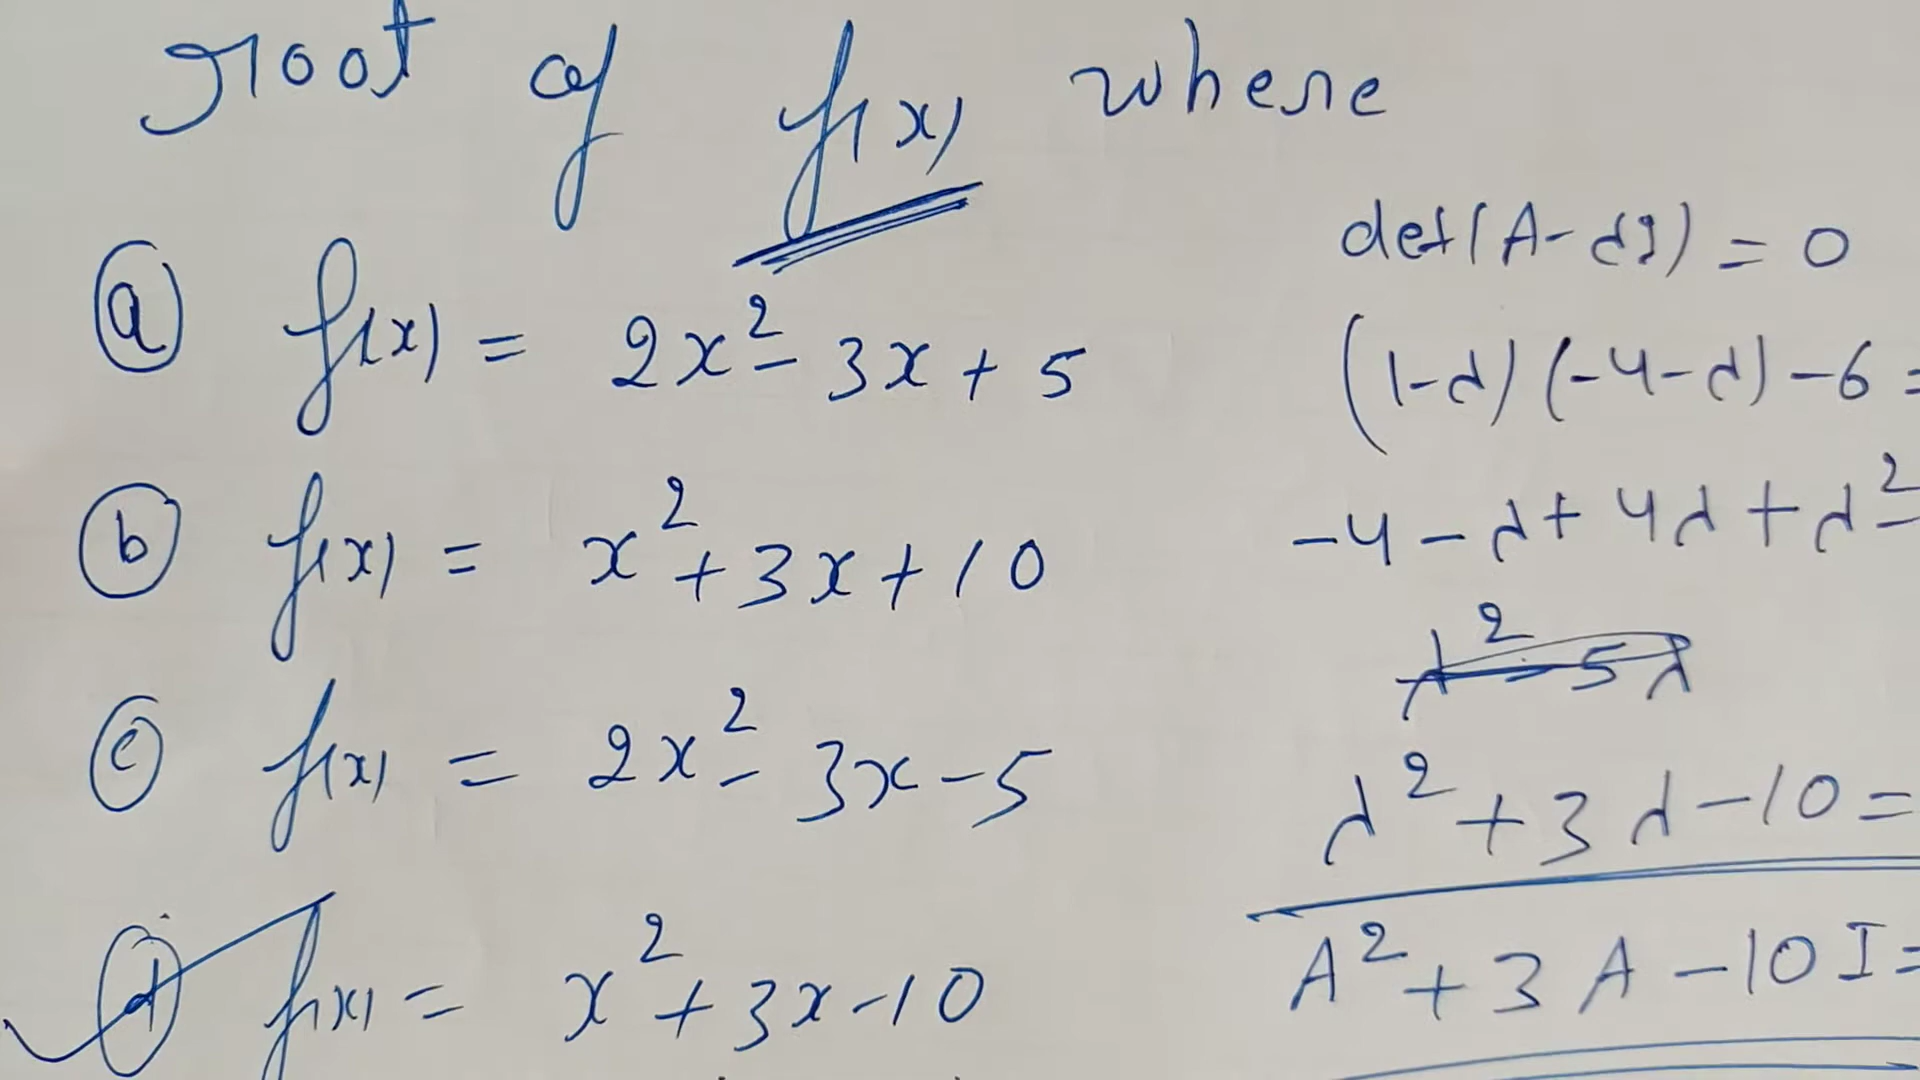 root of f(x) where
(a) f(x) = 2x² - 3x + 5
(b) f(x) = x² + 3x + 10
(c) f(x) = 2x² - 3x - 5
(d) f(x) = x² + 3x - 10
det(A - λI) = 0
(1-λ)(-4-λ) - 6 =
-4 - λ + 4λ + λ² -
λ² - 5λ
λ² + 3λ - 10 =
A² + 3A - 10I =